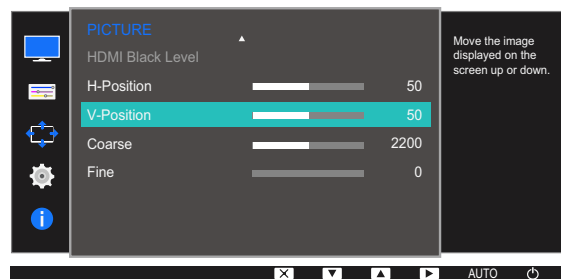 PICTURE
HDMI Black Level
H-Position 50
V-Position 50
Coarse 2200
Fine 0
Move the image
displayed on the
screen up or down.
AUTO